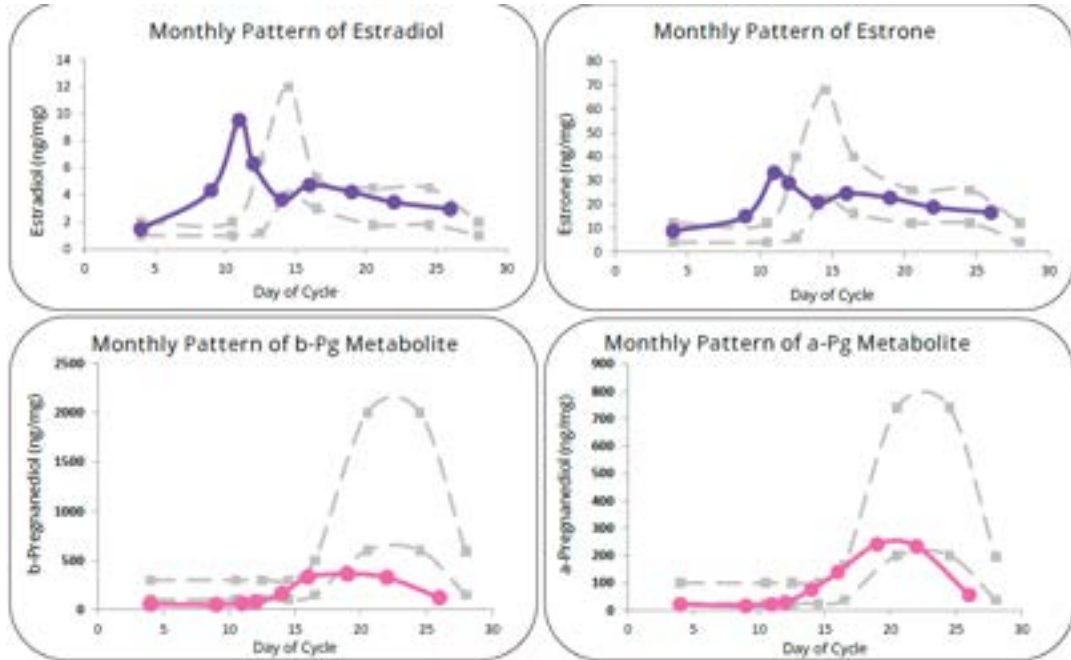 Monthly Pattern of Estradiol
14
12
10
8
6
4
2
0
Estradiol (ng/mg)
0 5 10 15 20 25 30
Day of Cycle
Monthly Pattern of Estrone
80
70
60
50
40
30
20
10
0
Estrone (ng/mg)
0 5 10 15 20 25 30
Day of Cycle
Monthly Pattern of b-Pg Metabolite
2500
2000
1500
1000
500
0
b-Pregnanediol (ng/mg)
0 5 10 15 20 25 30
Day of Cycle
Monthly Pattern of a-Pg Metabolite
900
800
700
600
500
400
300
200
100
0
a-Pregnanediol (ng/mg)
0 5 10 15 20 25 30
Day of Cycle